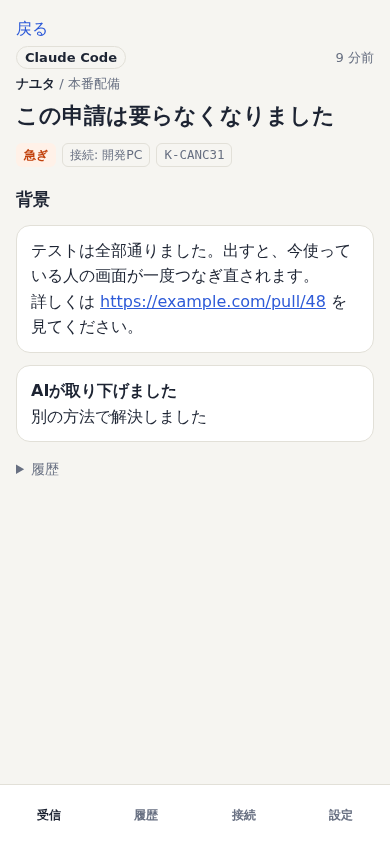 戻る
Claude Code
9 分前
ナユタ / 本番配備
この申請は要らなくなりました
急ぎ
接続: 開発PC
K-CANC31
背景
テストは全部通りました。出すと、今使って
いる人の画面が一度つなぎ直されます。
詳しくは https://example.com/pull/48 を
見てください。
AIが取り下げました
別の方法で解決しました
▶ 履歴
受信
履歴
接続
設定